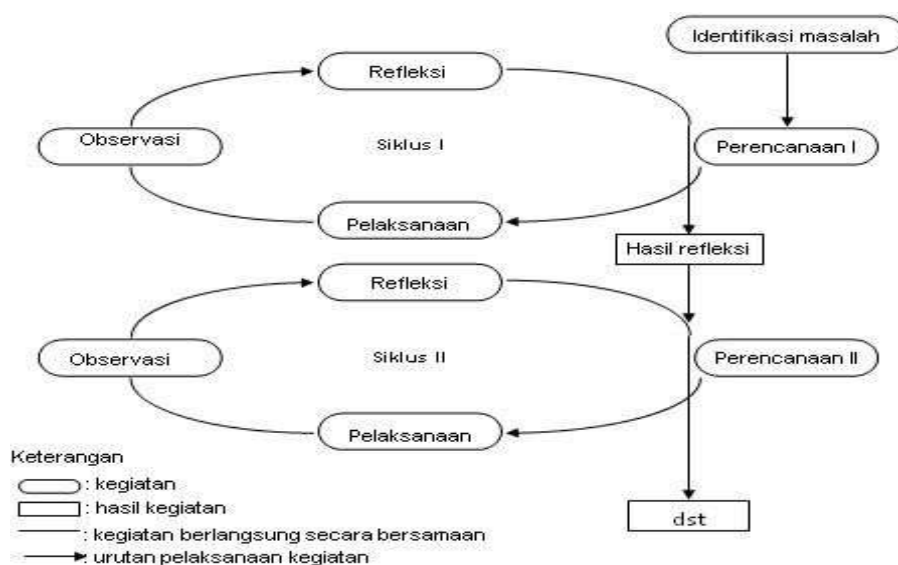 Identifikasi masalah
Refleksi
Observasi
Siklus I
Perencanaan I
Pelaksanaan
Hasil refleksi
Refleksi
Observasi
Siklus II
Perencanaan II
Pelaksanaan
Keterangan
: kegiatan
: hasil kegiatan
: kegiatan berlangsung secara bersamaan
: urutan pelaksanaan kegiatan
dst